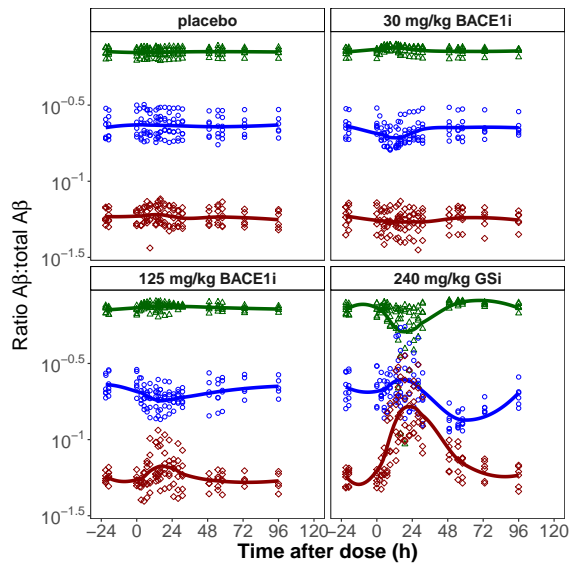 placebo
30 mg/kg BACE1i
10^−0.5
10^−1
10^−1.5
Ratio Aβ:total Aβ
125 mg/kg BACE1i
240 mg/kg GSi
10^−0.5
10^−1
10^−1.5
−24 0 24 48 72 96 120
−24 0 24 48 72 96 120
Time after dose (h)